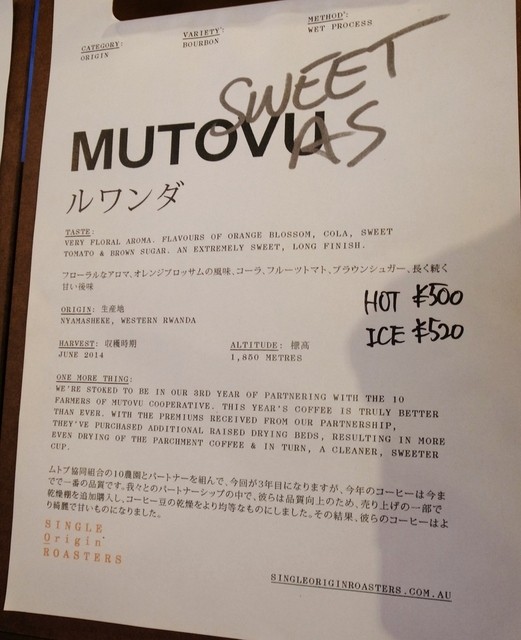 CATEGORY:
ORIGIN
VARIETY:
BOURBON
METHOD:
WET PROCESS
SWEET
AS
MUTOVU
ルワンダ
TASTE:
VERY FLORAL AROMA. FLAVOURS OF ORANGE BLOSSOM, COLA, SWEET
TOMATO & BROWN SUGAR. AN EXTREMELY SWEET, LONG FINISH.
フローラルなアロマ、オレンジブロッサムの風味、コーラ、フルーツトマト、ブラウンシュガー、長く続く
甘い後味
HOT ¥500
ICE ¥520
ORIGIN: 生産地
NYAMASHEKE, WESTERN RWANDA
HARVEST: 収穫時期
JUNE 2014
ALTITUDE: 標高
1,850 METRES
ONE MORE THING:
WE'RE STOKED TO BE IN OUR 3RD YEAR OF PARTNERING WITH THE 10
FARMERS OF MUTOVU COOPERATIVE. THIS YEAR'S COFFEE IS TRULY BETTER
THAN EVER. WITH THE PREMIUMS RECEIVED FROM OUR PARTNERSHIP,
THEY'VE PURCHASED ADDITIONAL RAISED DRYING BEDS, RESULTING IN MORE
EVEN DRYING OF THE PARCHMENT COFFEE & IN TURN, A CLEANER, SWEETER
CUP.
ムトブ協同組合の10農園とパートナーを組んで、今回が3年目になりますが、今年のコーヒーは今ま
でで一番の品質です。我々とのパートナーシップの中で、彼らは品質向上のため、売り上げの一部で
乾燥棚を追加購入し、コーヒー豆の乾燥をより均等なものにしました。その結果、彼らのコーヒーはよ
り綺麗で甘いものになりました。
SINGLE
Origin
ROASTERS
SINGLEORIGINROASTERS.COM.AU